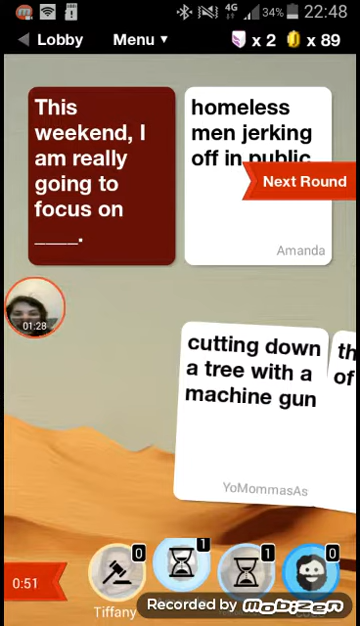 4G 34% 22:48
Lobby Menu x 2 x 89
This
weekend, I
am really
going to
focus on
____.
homeless
men jerking
off in public
Next Round
Amanda
01:28
cutting down
a tree with a
machine gun
th
of
YoMommasAs
0 1 1 0
0:51
Tiffany
Recorded by Mobizen